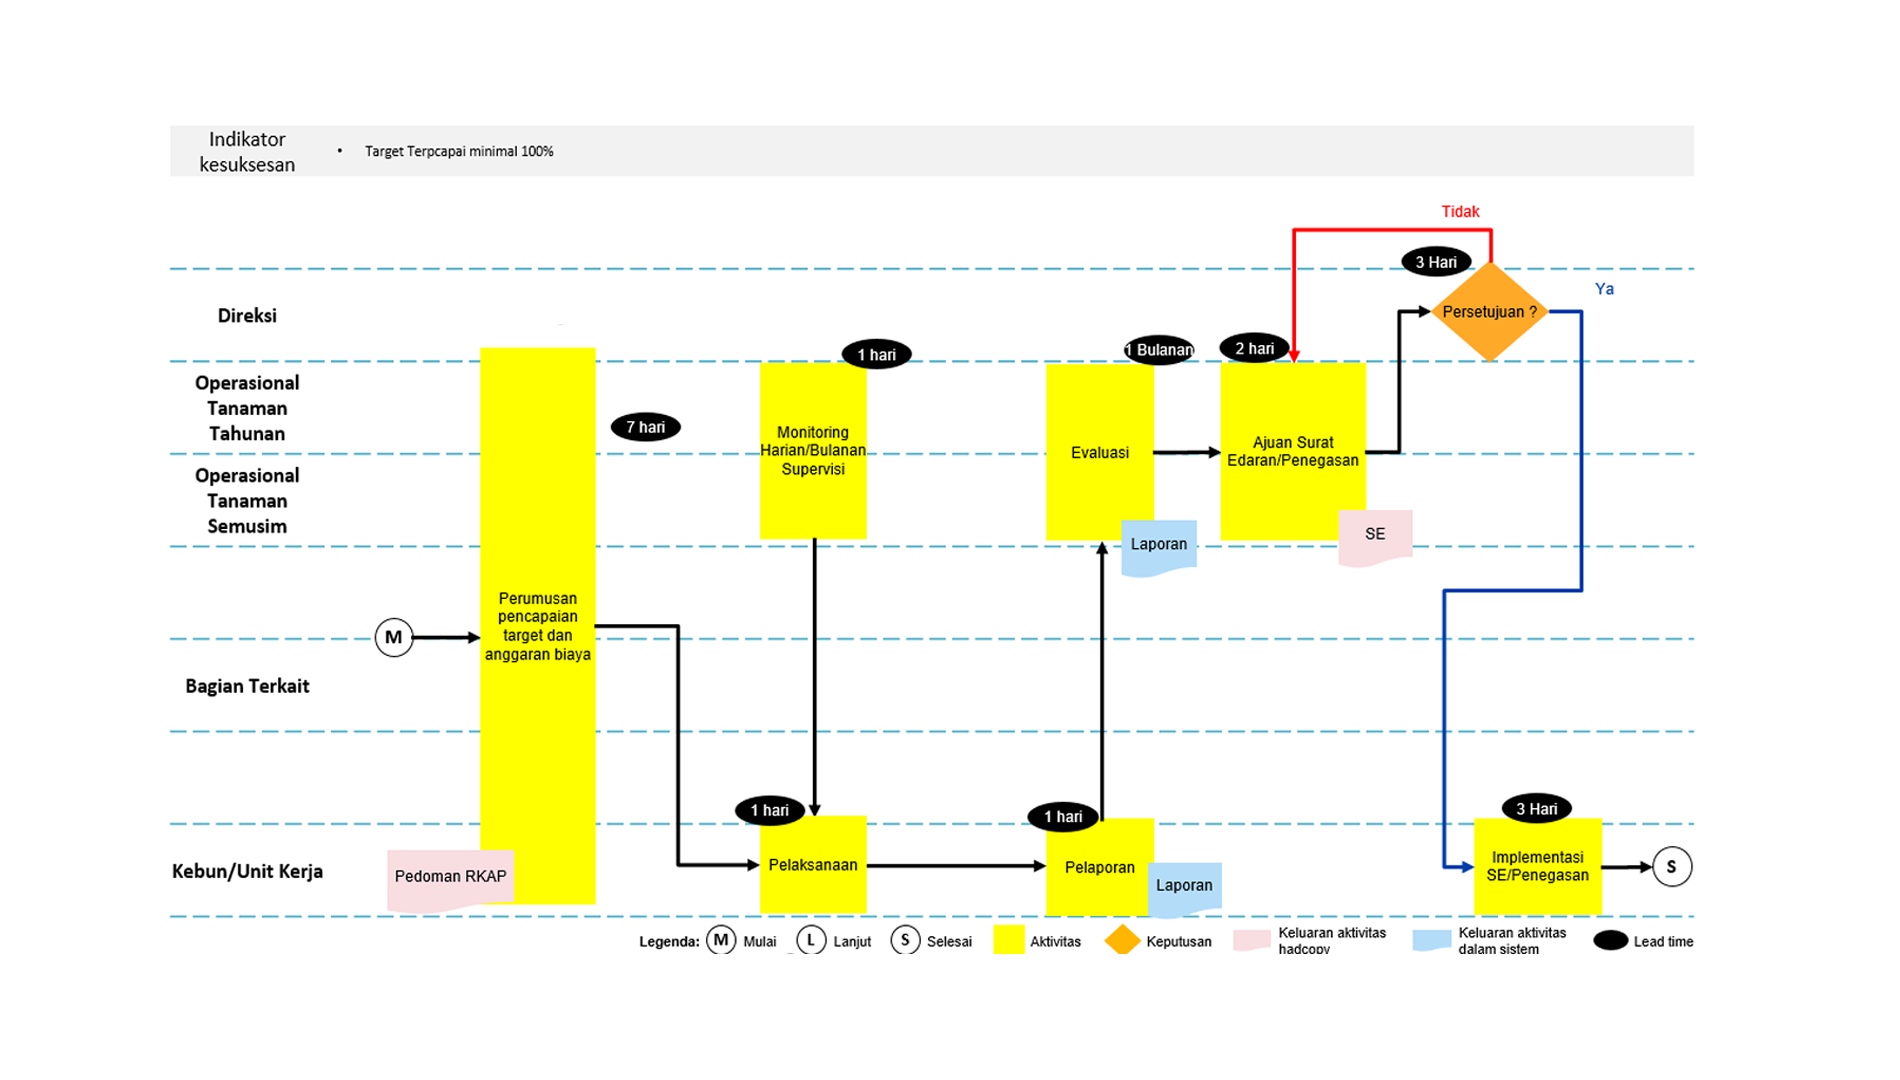 Indikator
kesuksesan
• Target Terpcapai minimal 100%
Tidak
3 Hari
Ya
Direksi
Persetujuan ?
1 hari
1 Bulanan
2 hari
Operasional
Tanaman
Tahunan
7 hari
Monitoring
Harian/Bulanan
Supervisi
Evaluasi
Ajuan Surat
Edaran/Penegasan
Operasional
Tanaman
Semusim
Laporan
SE
Perumusan
pencapaian
target dan
anggaran biaya
M
Bagian Terkait
1 hari
1 hari
3 Hari
Kebun/Unit Kerja
Pedoman RKAP
Pelaksanaan
Pelaporan
Laporan
Implementasi
SE/Penegasan
S
Legenda:
M Mulai
L Lanjut
S Selesai
Aktivitas
Keputusan
Keluaran aktivitas
hadcopy
Keluaran aktivitas
dalam sistem
Lead time